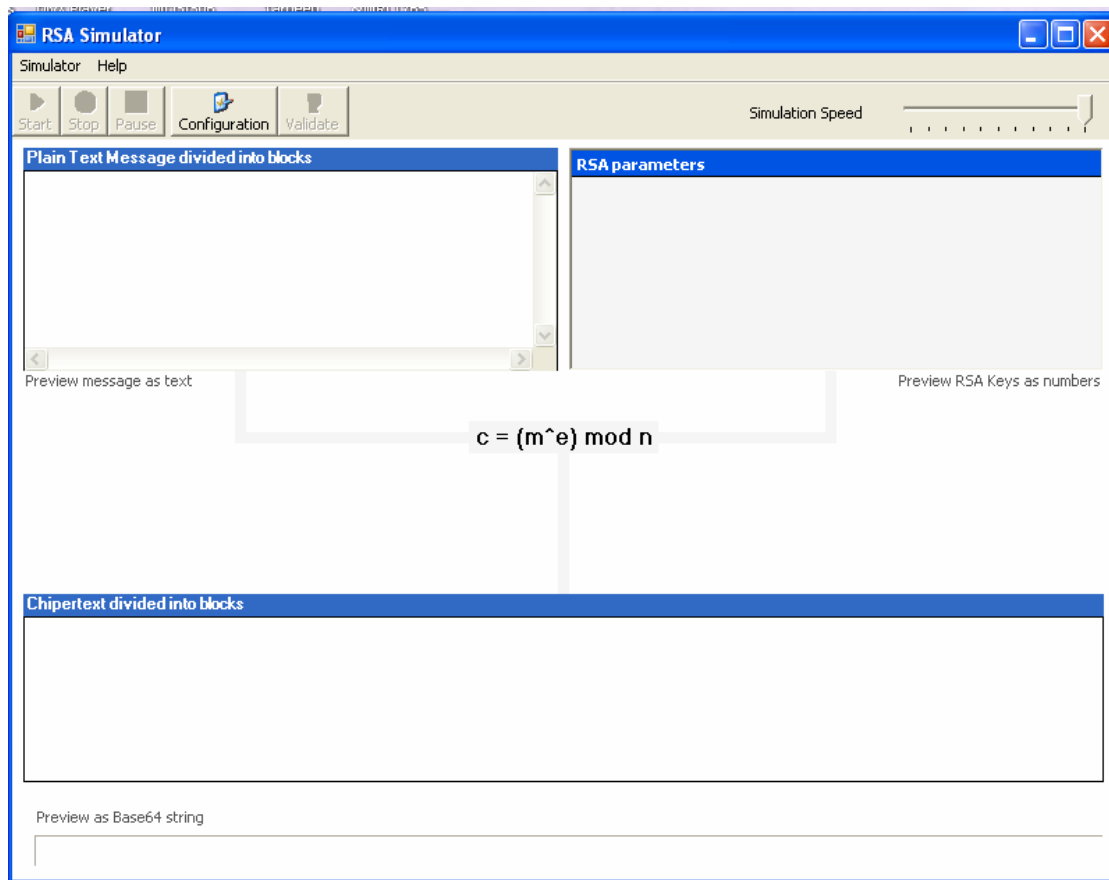 RSA Simulator
Simulator Help
Start Stop Pause Configuration Validate Simulation Speed
Plain Text Message divided into blocks
RSA parameters
Preview message as text
Preview RSA Keys as numbers
c = (m^e) mod n
Chipertext divided into blocks
Preview as Base64 string